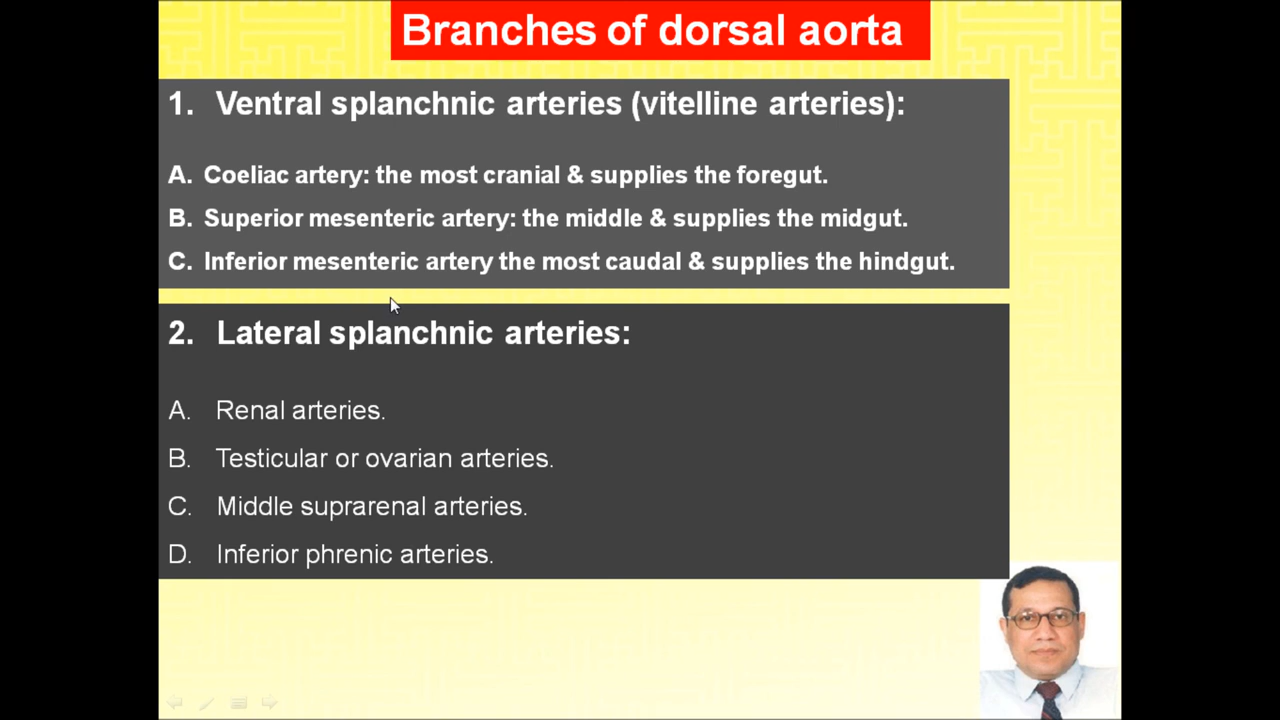 Branches of dorsal aorta
1. Ventral splanchnic arteries (vitelline arteries):
A. Coeliac artery: the most cranial & supplies the foregut.
B. Superior mesenteric artery: the middle & supplies the midgut.
C. Inferior mesenteric artery the most caudal & supplies the hindgut.
2. Lateral splanchnic arteries:
A. Renal arteries.
B. Testicular or ovarian arteries.
C. Middle suprarenal arteries.
D. Inferior phrenic arteries.